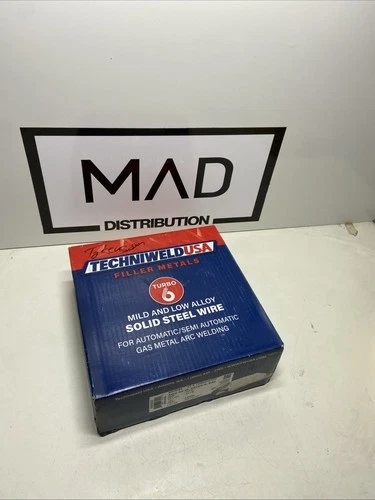 MAD
DISTRIBUTION
TECHNIWELDUSA
FILLER METALS
TURBO
6
MILD AND LOW ALLOY
SOLID STEEL WIRE
FOR AUTOMATIC/SEMI AUTOMATIC
GAS METAL ARC WELDING